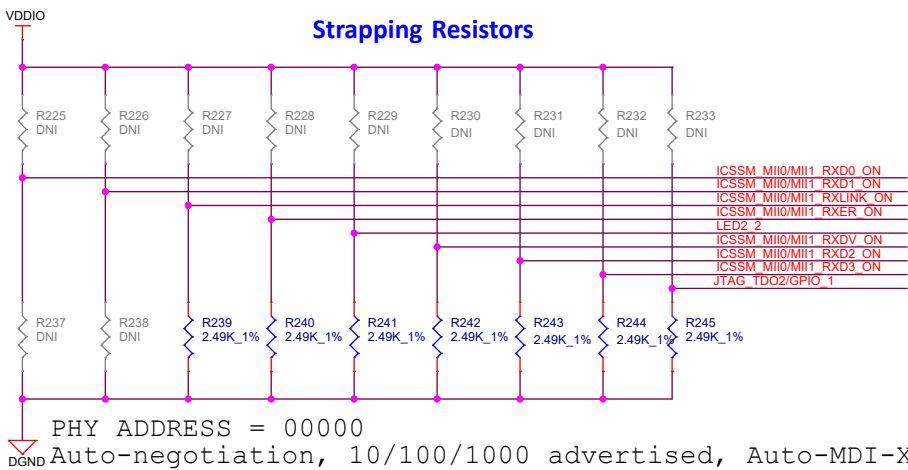 VDDIO
Strapping Resistors
R225 R226 R227 R228 R229 R230 R231 R232 R233
DNI DNI DNI DNI DNI DNI DNI DNI DNI
ICSSM_MII0/MII1_RXD0_ON
ICSSM_MII0/MII1_RXD1_ON
ICSSM_MII0/MII1_RXLINK_ON
ICSSM_MII0/MII1_RXER_ON
LED2_2
ICSSM_MII0/MII1_RXDV_ON
ICSSM_MII0/MII1_RXD2_ON
ICSSM_MII0/MII1_RXD3_ON
JTAG_TDO2/GPIO_1
R237 R238 R239 R240 R241 R242 R243 R244 R245
DNI DNI 2.49K_1% 2.49K_1% 2.49K_1% 2.49K_1% 2.49K_1% 2.49K_1% 2.49K_1%
PHY ADDRESS = 00000
DGND Auto-negotiation, 10/100/1000 advertised, Auto-MDI-X